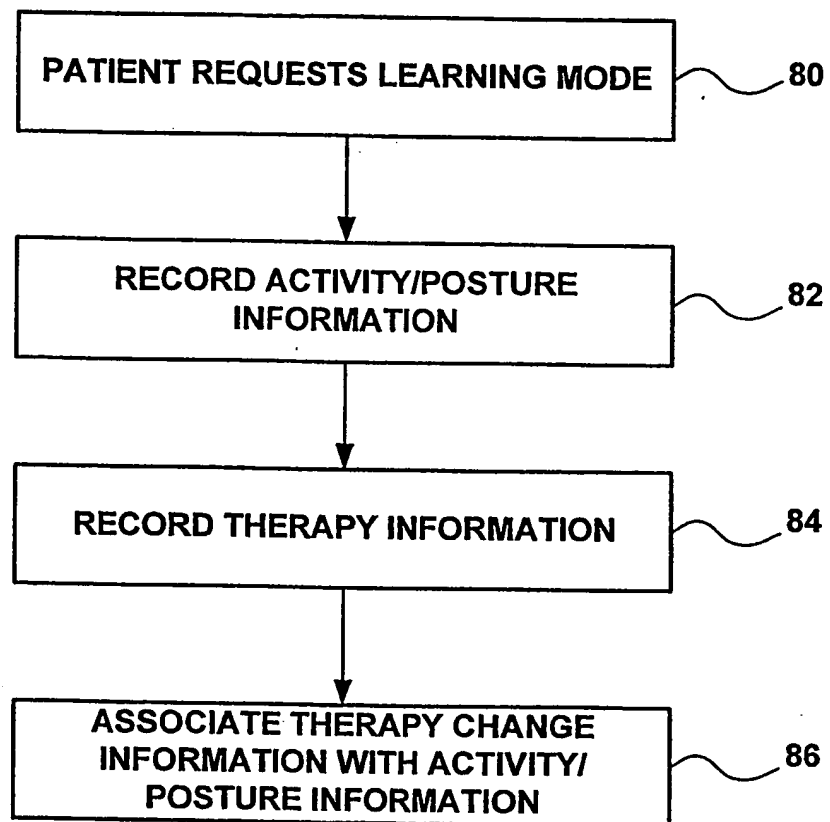 PATIENT REQUESTS LEARNING MODE
80
RECORD ACTIVITY/POSTURE
INFORMATION
82
RECORD THERAPY INFORMATION
84
ASSOCIATE THERAPY CHANGE
INFORMATION WITH ACTIVITY/
POSTURE INFORMATION
86